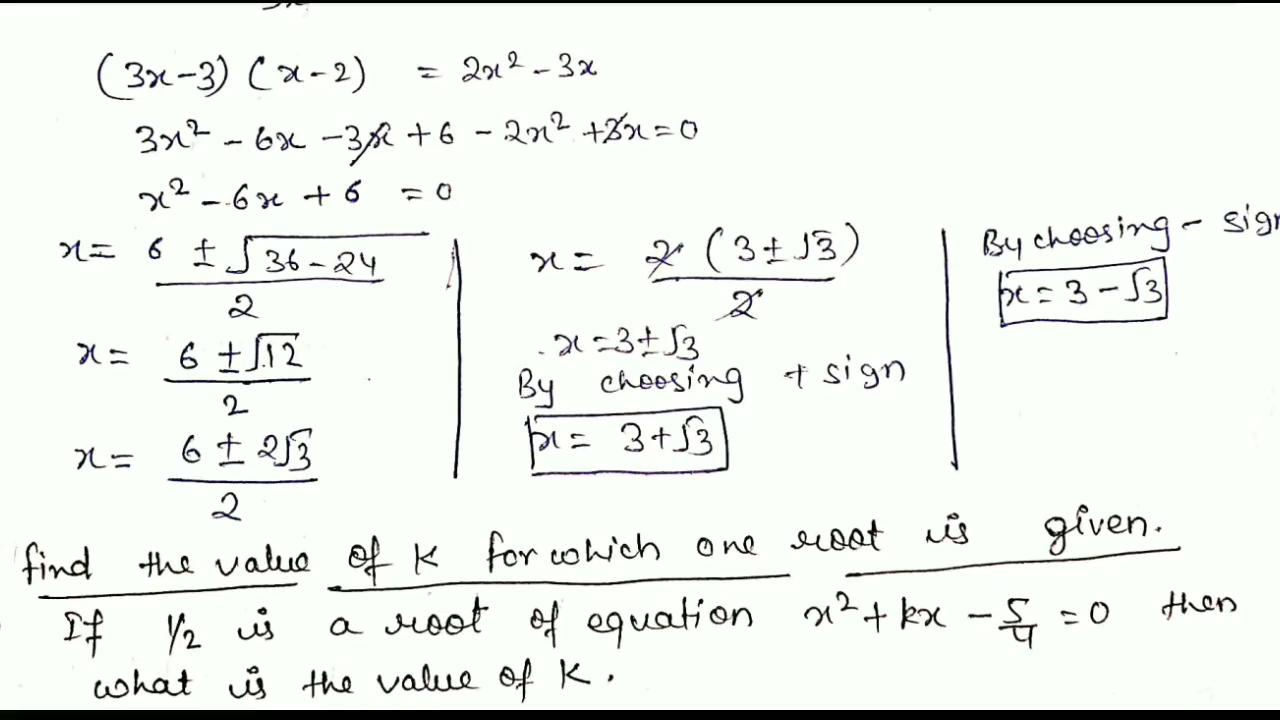 (3x-3) (x-2) = 2x² - 3x
3x² - 6x - 3x + 6 - 2x² + 3x = 0
x² - 6x + 6 = 0
x = 6 ± √36-24 / 2
x = 6 ± √12 / 2
x = 6 ± 2√3 / 2
x = 2 (3 ± √3) / 2
x = 3 ± √3
By choosing + sign
x = 3 + √3
By choosing - sign
x = 3 - √3
find the value of K for which one root is given.
If 1/2 is a root of equation x² + kx - 5/4 = 0 then
what is the value of K.